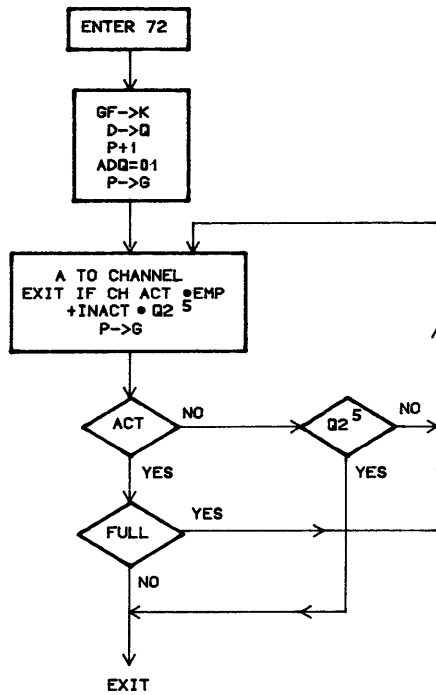 ENTER 72
GF->K
D->Q
P+1
ADQ=01
P->G
A TO CHANNEL
EXIT IF CH ACT •EMP
+INACT • Q2 5
P->G
ACT
NO
Q2 5
NO
YES
YES
FULL
YES
NO
EXIT